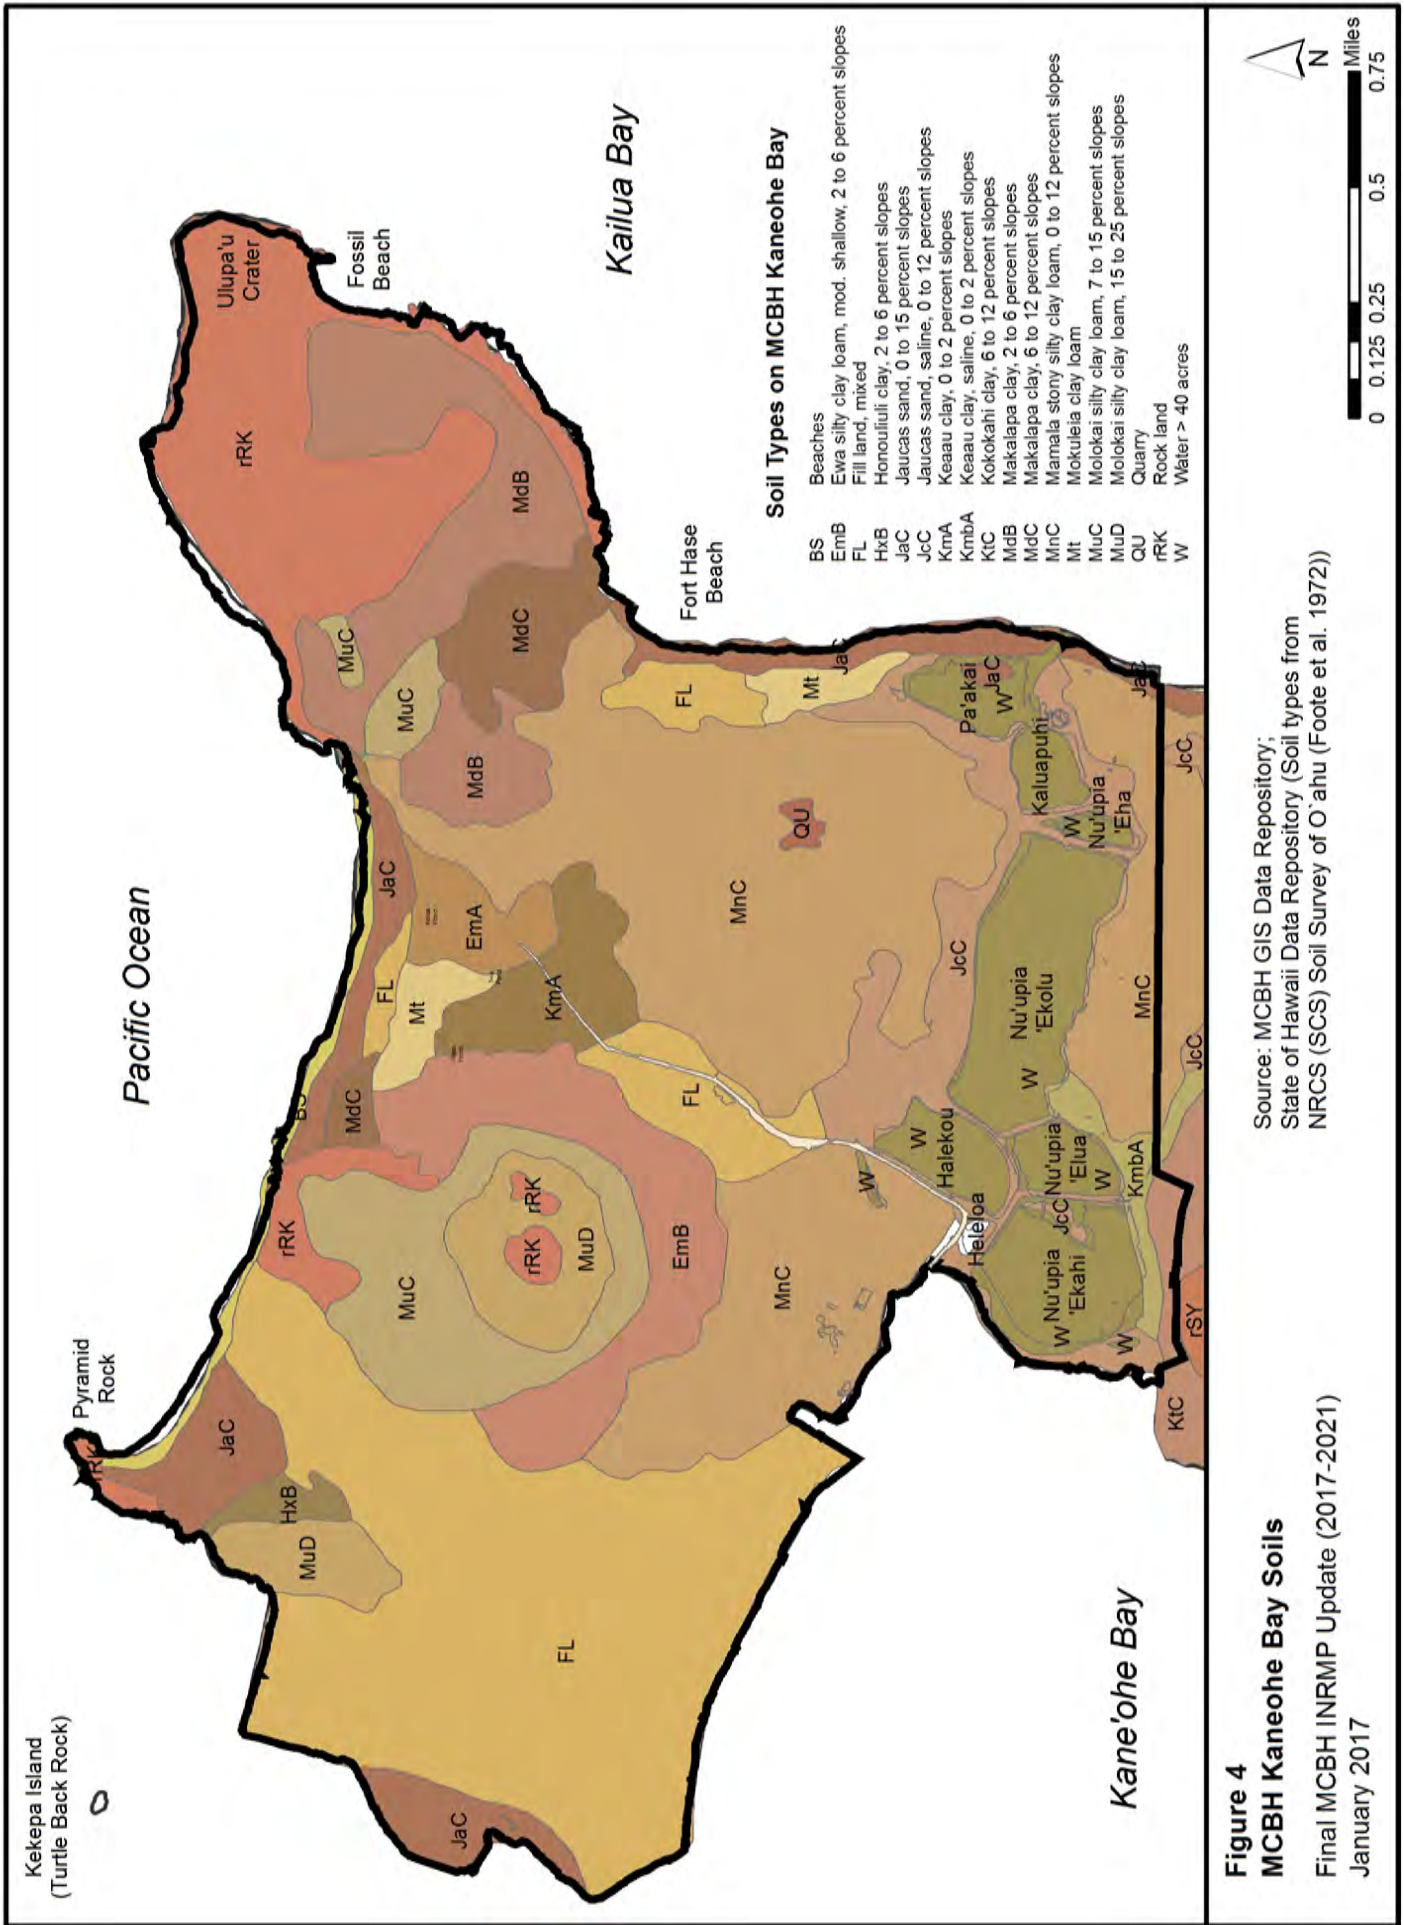 Kekepa Island
(Turtle Back Rock)
Pyramid
Rock
Pacific Ocean
Ulupa'u
Crater
Fossil
Beach
Kailua Bay
Fort Hase
Beach
Kane'ohe Bay
rRK
JaC
HxB
MuD
FL
JaC
rRK
BS
MdC
FL
Mt
JaC
EmA
KmA
MuC
MuD
rRK
rRK
EmB
FL
MnC
MuC
MuC
MdB
MdC
MdB
rRK
MnC
QU
FL
Mt
JaC
JcC
W
W
Halekou
Heleloa
Nu'upia
'Ekahi
W
JcC
W
Nu'upia
'Elua
W
KmbA
Nu'upia
'Ekolu
W
Nu'upia
'Eha
W
Kaluapuhi
Pa'akai
W
JaC
MnC
JaC
JcC
JcC
rSY
KtC
Soil Types on MCBH Kaneohe Bay
BS Beaches
EmB Ewa silty clay loam, mod. shallow, 2 to 6 percent slopes
FL Fill land, mixed
HxB Honouliuli clay, 2 to 6 percent slopes
JaC Jaucas sand, 0 to 15 percent slopes
JcC Jaucas sand, saline, 0 to 12 percent slopes
KmA Keaau clay, 0 to 2 percent slopes
KmbA Keaau clay, saline, 0 to 2 percent slopes
KtC Kokokahi clay, 6 to 12 percent slopes
MdB Makalapa clay, 2 to 6 percent slopes
MdC Makalapa clay, 6 to 12 percent slopes
MnC Mamala stony silty clay loam, 0 to 12 percent slopes
Mt Mokuleia clay loam
MuC Molokai silty clay loam, 7 to 15 percent slopes
MuD Molokai silty clay loam, 15 to 25 percent slopes
QU Quarry
rRK Rock land
W Water > 40 acres
Figure 4
MCBH Kaneohe Bay Soils
Final MCBH INRMP Update (2017-2021)
January 2017
Source: MCBH GIS Data Repository;
State of Hawaii Data Repository (Soil types from
NRCS (SCS) Soil Survey of O`ahu (Foote et al. 1972))
N
Miles
0 0.125 0.25 0.5 0.75